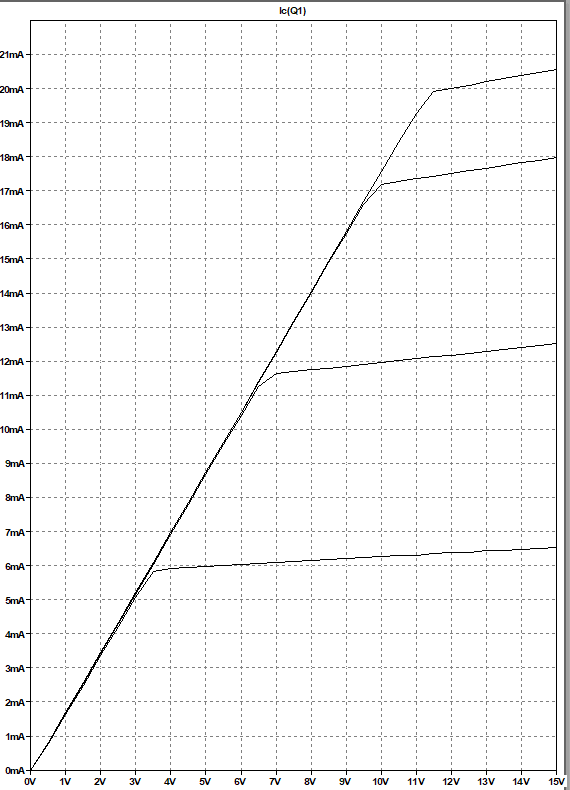 Ic(Q1)
21mA
20mA
19mA
18mA
17mA
16mA
15mA
14mA
13mA
12mA
11mA
10mA
9mA
8mA
7mA
6mA
5mA
4mA
3mA
2mA
1mA
0mA
0V 1V 2V 3V 4V 5V 6V 7V 8V 9V 10V 11V 12V 13V 14V 15V